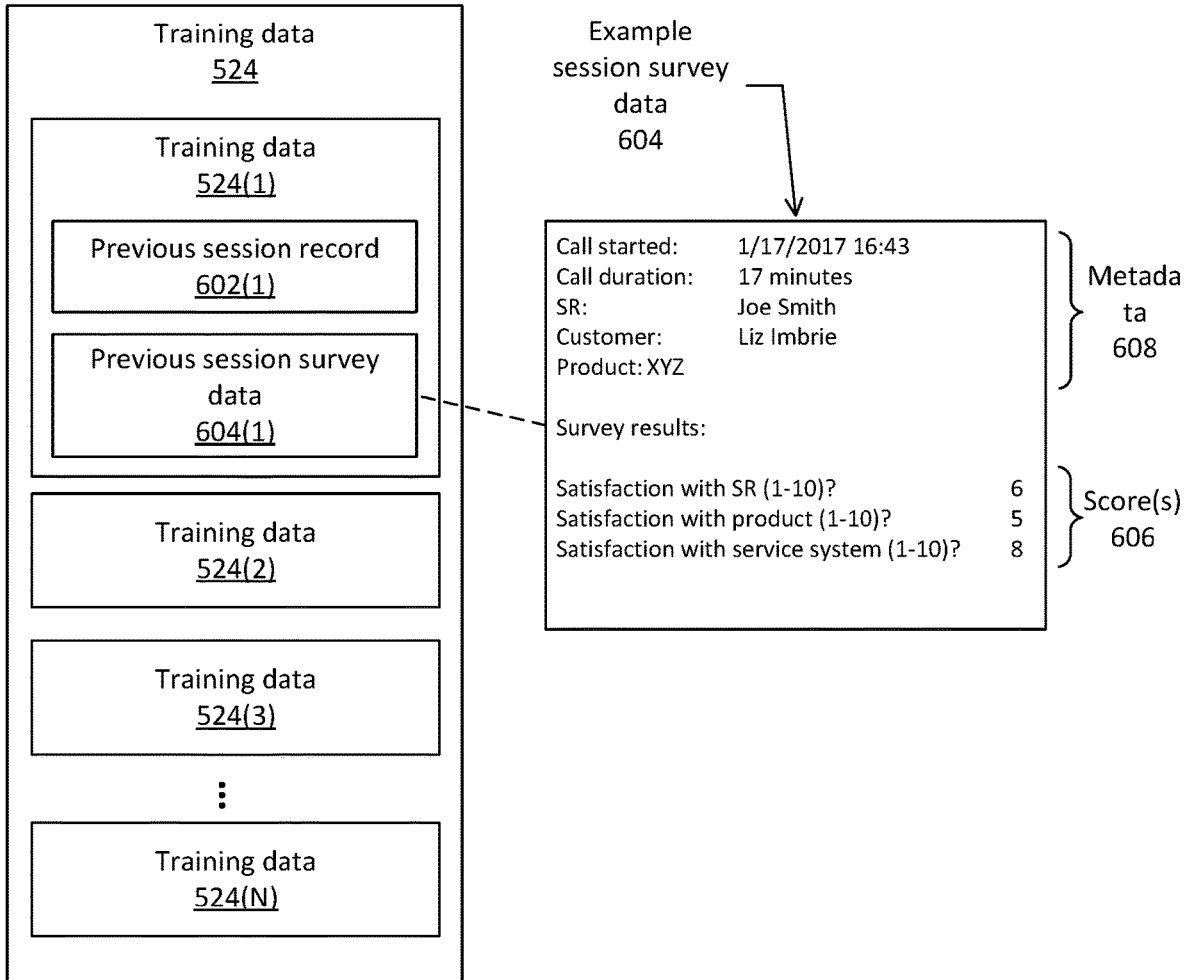 Training data
524
Training data
524(1)
Previous session record
602(1)
Previous session survey
data
604(1)
Training data
524(2)
Training data
524(3)
⋮
Training data
524(N)
Example
session survey
data
604
Call started: 1/17/2017 16:43
Call duration: 17 minutes
SR: Joe Smith
Customer: Liz Imbrie
Product: XYZ
Survey results:
Satisfaction with SR (1-10)? 6
Satisfaction with product (1-10)? 5
Satisfaction with service system (1-10)? 8
Metada
ta
608
Score(s)
606